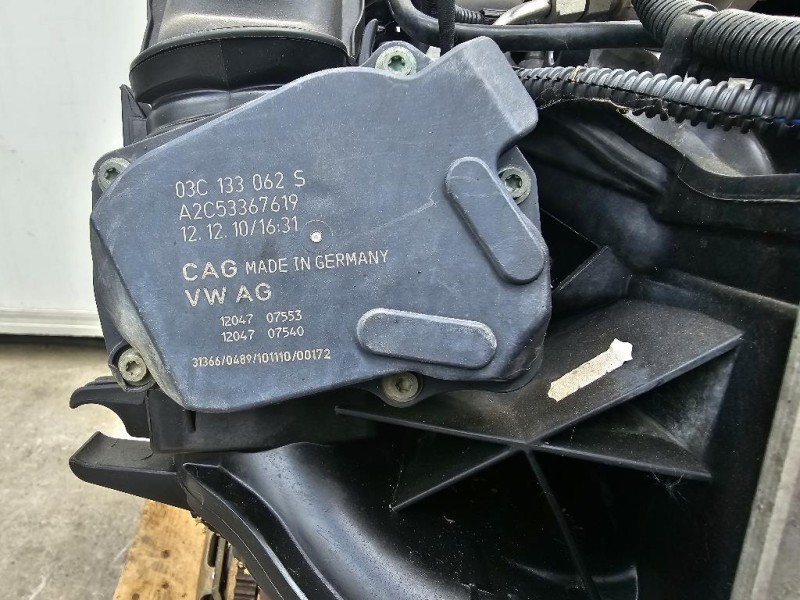 03C 133 062 S
A2C53367619
12.12.10/16:31
CAG MADE IN GERMANY
VW AG
12047 07553
12047 07540
31366/0489/101110/00172